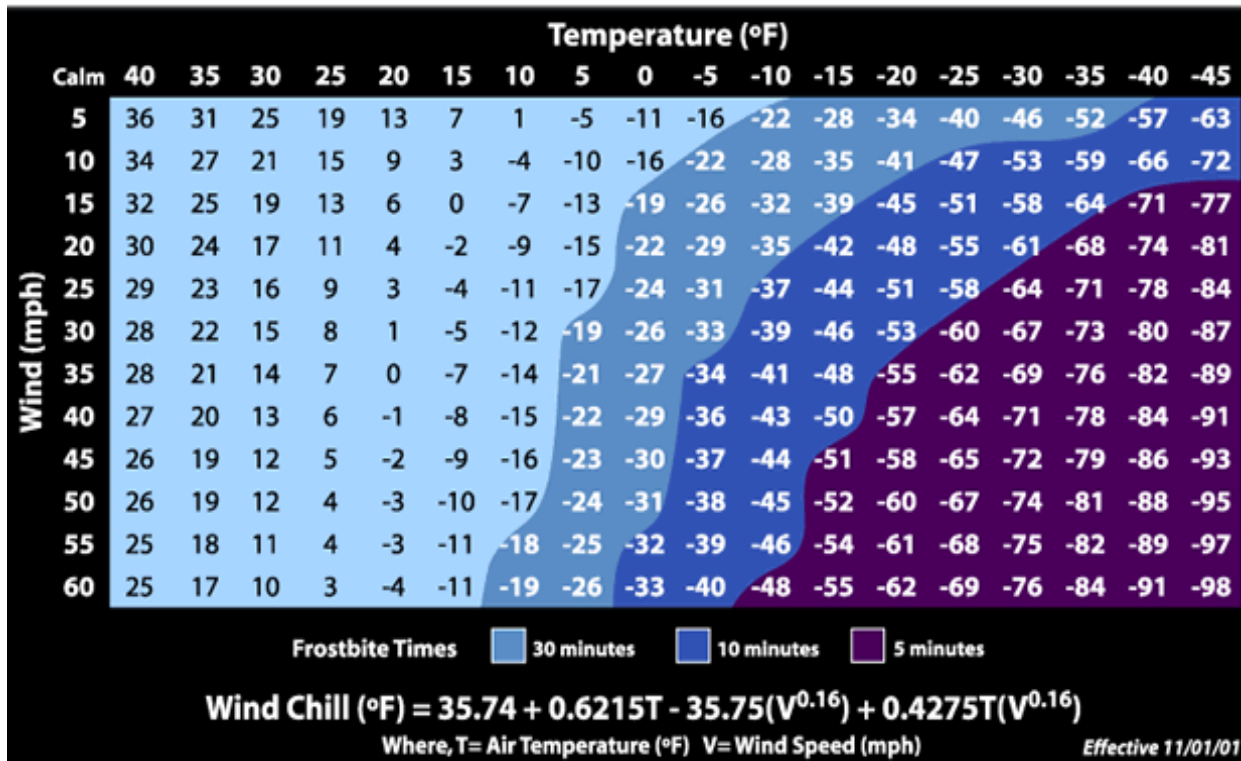 Temperature (ºF)
Calm 40 35 30 25 20 15 10 5 0 -5 -10 -15 -20 -25 -30 -35 -40 -45
5 36 31 25 19 13 7 1 -5 -11 -16 -22 -28 -34 -40 -46 -52 -57 -63
10 34 27 21 15 9 3 -4 -10 -16 -22 -28 -35 -41 -47 -53 -59 -66 -72
15 32 25 19 13 6 0 -7 -13 -19 -26 -32 -39 -45 -51 -58 -64 -71 -77
20 30 24 17 11 4 -2 -9 -15 -22 -29 -35 -42 -48 -55 -61 -68 -74 -81
25 29 23 16 9 3 -4 -11 -17 -24 -31 -37 -44 -51 -58 -64 -71 -78 -84
30 28 22 15 8 1 -5 -12 -19 -26 -33 -39 -46 -53 -60 -67 -73 -80 -87
35 28 21 14 7 0 -7 -14 -21 -27 -34 -41 -48 -55 -62 -69 -76 -82 -89
40 27 20 13 6 -1 -8 -15 -22 -29 -36 -43 -50 -57 -64 -71 -78 -84 -91
45 26 19 12 5 -2 -9 -16 -23 -30 -37 -44 -51 -58 -65 -72 -79 -86 -93
50 26 19 12 4 -3 -10 -17 -24 -31 -38 -45 -52 -60 -67 -74 -81 -88 -95
55 25 18 11 4 -3 -11 -18 -25 -32 -39 -46 -54 -61 -68 -75 -82 -89 -97
60 25 17 10 3 -4 -11 -19 -26 -33 -40 -48 -55 -62 -69 -76 -84 -91 -98
Wind (mph)
Frostbite Times 30 minutes 10 minutes 5 minutes
Wind Chill (ºF) = 35.74 + 0.6215T - 35.75(V^0.16) + 0.4275T(V^0.16)
Where, T= Air Temperature (ºF) V= Wind Speed (mph) Effective 11/01/01